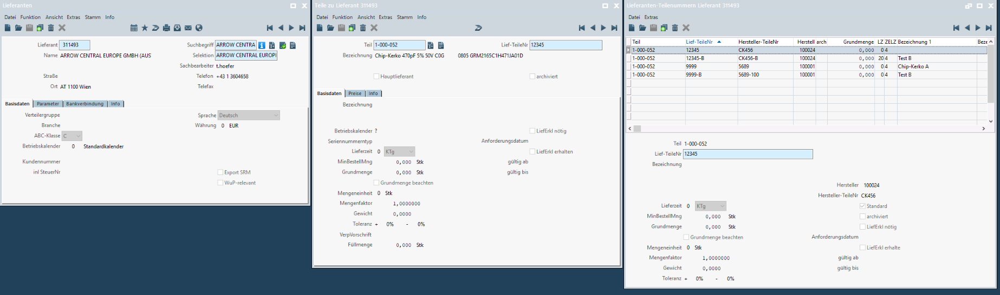 Lieferanten
Datei Funktion Ansicht Extras Stamm Info
Lieferant 311493 Suchbegriff ARROW CENTRA
Name ARROW CENTRAL EUROPE GMBH (AUS Selektion ARROW CENTRAL EUROPI
Sachbearbeiter t.hoefer
Straße Telefon +43 1 3604658
Ort AT 1100 Wien Telefax
Basisdaten Parameter Bankverbindung Info
Verteilergruppe Sprache Deutsch
Branche Währung 0 EUR
ABC-Klasse C
Betriebskalender 0 Standardkalender
Kundennummer
inl SteuerNr Export SRM
WuP-relevant
Teile zu Lieferant 311493
Datei Funktion Ansicht Extras Stamm Info
Teil 1-000-052 Lief-TeileNr 12345
Bezeichnung Chip-Kerko 470pF 5% 50V C0G 0805 GRM2165C1H471JA01D
Hauptlieferant archiviert
Basisdaten Preise Info
Bezeichnung
Betriebskalender ? LiefErkl nötig
Seriennummerntyp Anforderungsdatum
Lieferzeit 0 KTg LiefErkl erhalten
MinBestellMng 0,000 Stk gültig ab
Grundmenge 0,000 Stk gültig bis
Grundmenge beachten
Mengeneinheit 0 Stk
Mengenfaktor 1,0000000
Gewicht 0,0000
Toleranz + 0% - 0%
VerpVorschrift
Füllmenge 0,000 Stk
Lieferanten-Teilenummern Lieferant 311493
Datei Extras
Teil Lief-TeileNr Hersteller-TeileNr Herstell arch Grundmenge LZ ZELZ Bezeichnung 1 Beze
1-000-052 12345 CK456 100024 0,000 0 4
1-000-052 12345-B CK456-B 100024 0,000 20 4 Test B
1-000-052 9999 5689 100001 0,000 0 4 Chip-Kerko A
1-000-052 9999-B 5689-100 100001 0,000 0 4 Test B
Teil 1-000-052
Lief-TeileNr 12345
Bezeichnung
Hersteller 100024
Hersteller-TeileNr CK456
Lieferzeit 0 KTg Standard
MinBestellMng 0,000 Stk archiviert
Grundmenge 0,000 Stk LiefErkl nötig
Grundmenge beachten Anforderungsdatum
Mengeneinheit 0 Stk LiefErkl erhalte
Mengenfaktor 1,0000000 gültig ab
Gewicht 0,0000 gültig bis
Toleranz + 0% - 0%